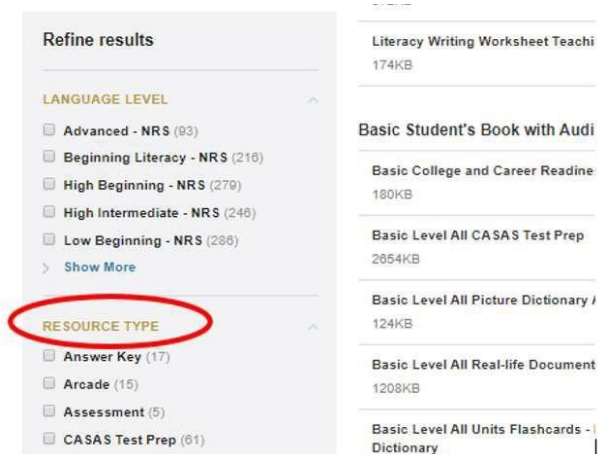 Refine results
LANGUAGE LEVEL
Advanced - NRS (93)
Beginning Literacy - NRS (216)
High Beginning - NRS (279)
High Intermediate - NRS (246)
Low Beginning - NRS (286)
Show More
RESOURCE TYPE
Answer Key (17)
Arcade (15)
Assessment (5)
CASAS Test Prep (61)
Literacy Writing Worksheet Teachi
174KB
Basic Student's Book with Audi
Basic College and Career Readine
180KB
Basic Level All CASAS Test Prep
2654KB
Basic Level All Picture Dictionary
124KB
Basic Level All Real-life Document
1208KB
Basic Level All Units Flashcards -
Dictionary